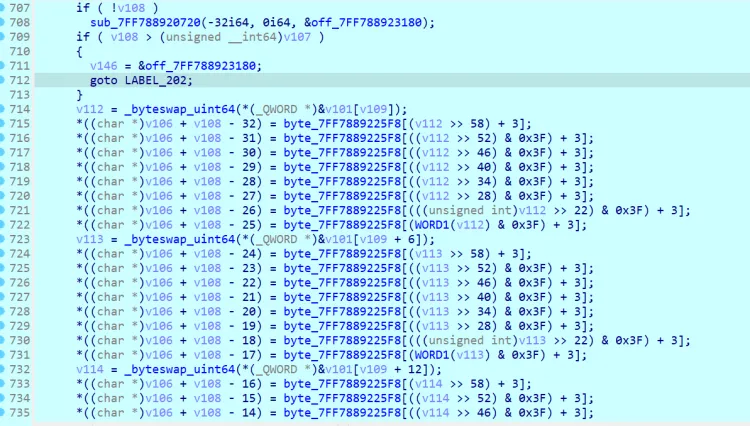 707 if ( !v108 )
708 sub_7FF788920720(-32i64, 0i64, &off_7FF788923180);
709 if ( v108 > (unsigned __int64)v107 )
710 {
711 v146 = &off_7FF788923180;
712 goto LABEL_202;
713 }
714 v112 = _byteswap_uint64(*(_QWORD *)&v101[v109]);
715 *((char *)v106 + v108 - 32) = byte_7FF7889225F8[(v112 >> 58) + 3];
716 *((char *)v106 + v108 - 31) = byte_7FF7889225F8[((v112 >> 52) & 0x3F) + 3];
717 *((char *)v106 + v108 - 30) = byte_7FF7889225F8[((v112 >> 46) & 0x3F) + 3];
718 *((char *)v106 + v108 - 29) = byte_7FF7889225F8[((v112 >> 40) & 0x3F) + 3];
719 *((char *)v106 + v108 - 28) = byte_7FF7889225F8[((v112 >> 34) & 0x3F) + 3];
720 *((char *)v106 + v108 - 27) = byte_7FF7889225F8[((v112 >> 28) & 0x3F) + 3];
721 *((char *)v106 + v108 - 26) = byte_7FF7889225F8[(((unsigned int)v112 >> 22) & 0x3F) + 3];
722 *((char *)v106 + v108 - 25) = byte_7FF7889225F8[(WORD1(v112) & 0x3F) + 3];
723 v113 = _byteswap_uint64(*(_QWORD *)&v101[v109 + 6]);
724 *((char *)v106 + v108 - 24) = byte_7FF7889225F8[(v113 >> 58) + 3];
725 *((char *)v106 + v108 - 23) = byte_7FF7889225F8[((v113 >> 52) & 0x3F) + 3];
726 *((char *)v106 + v108 - 22) = byte_7FF7889225F8[((v113 >> 46) & 0x3F) + 3];
727 *((char *)v106 + v108 - 21) = byte_7FF7889225F8[((v113 >> 40) & 0x3F) + 3];
728 *((char *)v106 + v108 - 20) = byte_7FF7889225F8[((v113 >> 34) & 0x3F) + 3];
729 *((char *)v106 + v108 - 19) = byte_7FF7889225F8[((v113 >> 28) & 0x3F) + 3];
730 *((char *)v106 + v108 - 18) = byte_7FF7889225F8[(((unsigned int)v113 >> 22) & 0x3F) + 3];
731 *((char *)v106 + v108 - 17) = byte_7FF7889225F8[(WORD1(v113) & 0x3F) + 3];
732 v114 = _byteswap_uint64(*(_QWORD *)&v101[v109 + 12]);
733 *((char *)v106 + v108 - 16) = byte_7FF7889225F8[(v114 >> 58) + 3];
734 *((char *)v106 + v108 - 15) = byte_7FF7889225F8[((v114 >> 52) & 0x3F) + 3];
735 *((char *)v106 + v108 - 14) = byte_7FF7889225F8[((v114 >> 46) & 0x3F) + 3];